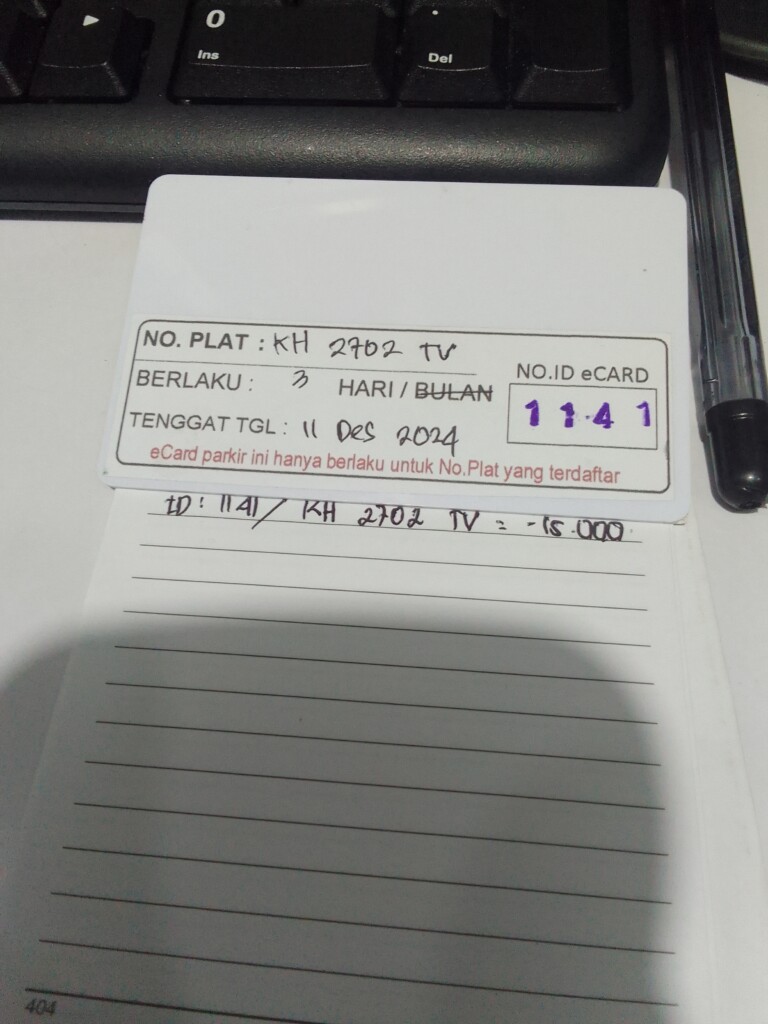 0
Ins
.
Del
NO. PLAT : KH 2702 TV
BERLAKU : 3 HARI / BULAN
TENGGAT TGL : 11 Des 2024
NO.ID eCARD
1141
eCard parkir ini hanya berlaku untuk No.Plat yang terdaftar
ID : 1141 / KH 2702 TV = -15.000
404